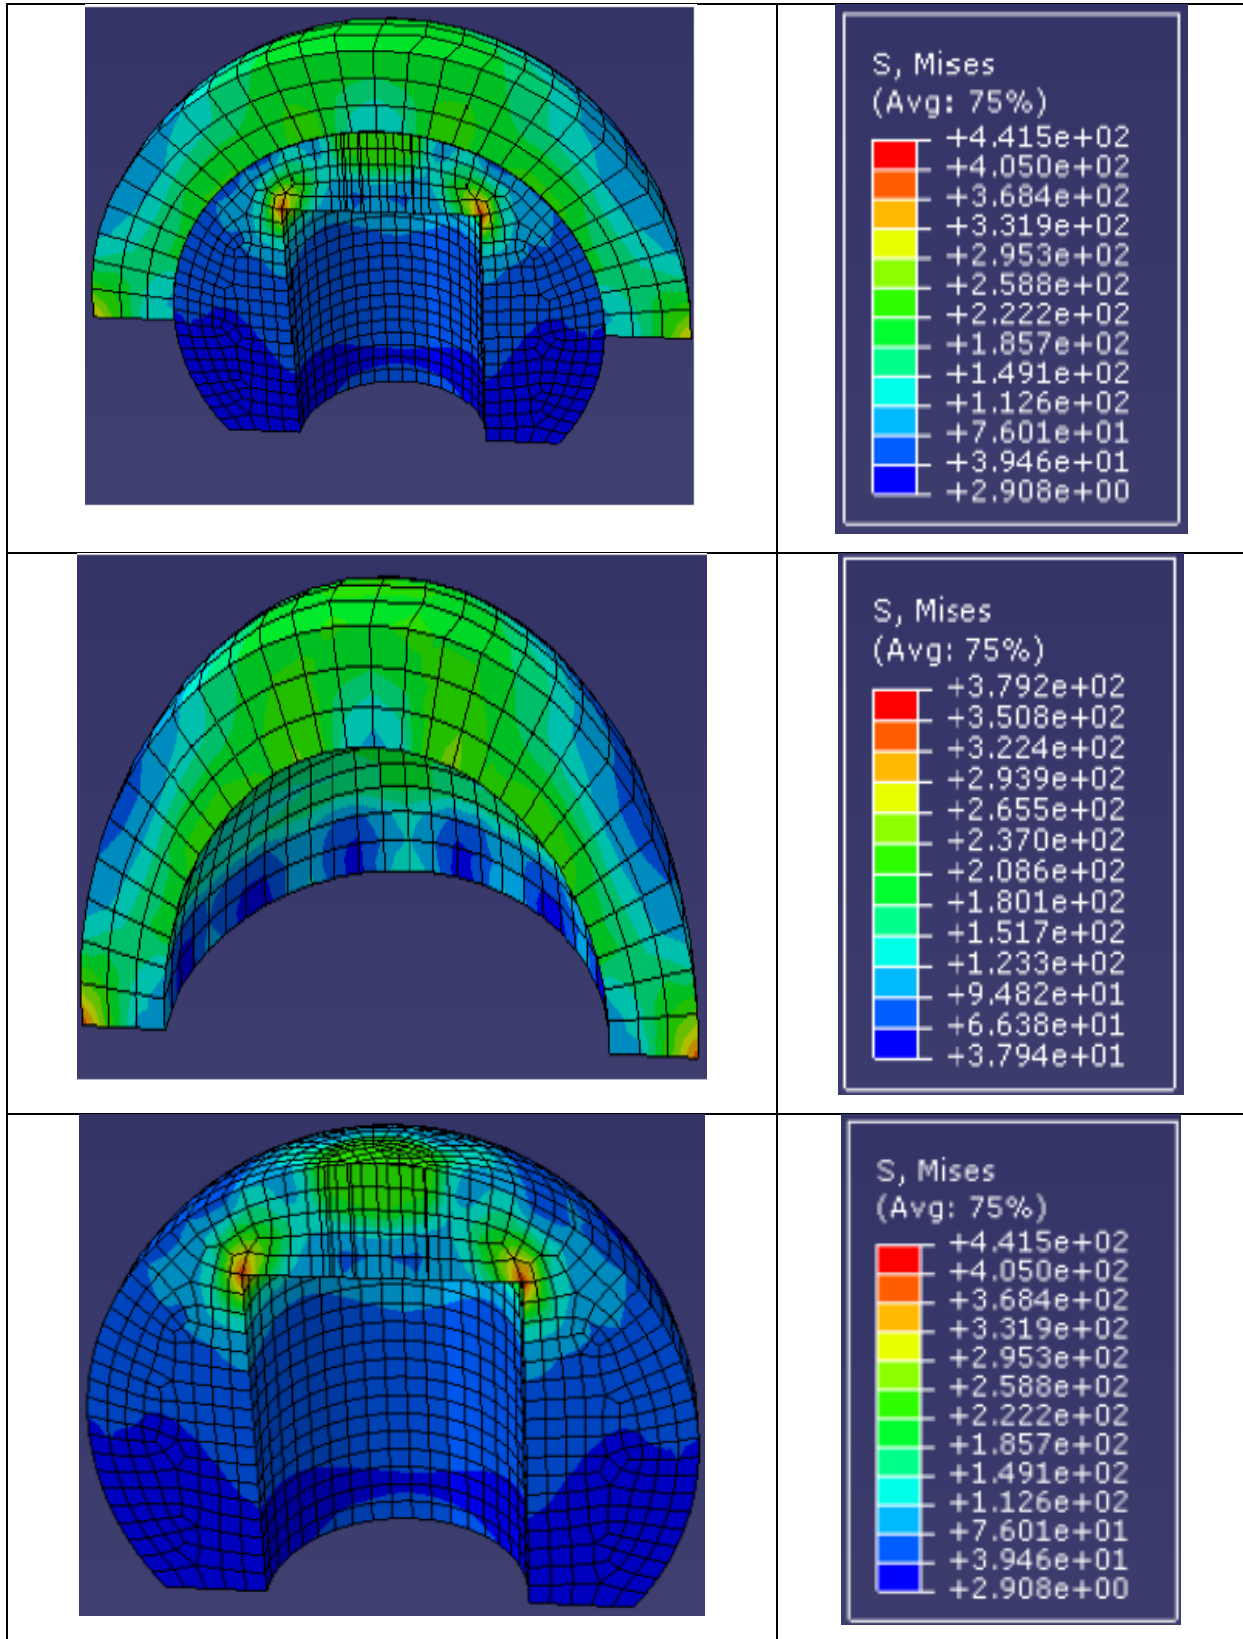 S, Mises
(Avg: 75%)
+4.415e+02
+4.050e+02
+3.684e+02
+3.319e+02
+2.953e+02
+2.588e+02
+2.222e+02
+1.857e+02
+1.491e+02
+1.126e+02
+7.601e+01
+3.946e+01
+2.908e+00
S, Mises
(Avg: 75%)
+3.792e+02
+3.508e+02
+3.224e+02
+2.939e+02
+2.655e+02
+2.370e+02
+2.086e+02
+1.801e+02
+1.517e+02
+1.233e+02
+9.482e+01
+6.638e+01
+3.794e+01
S, Mises
(Avg: 75%)
+4.415e+02
+4.050e+02
+3.684e+02
+3.319e+02
+2.953e+02
+2.588e+02
+2.222e+02
+1.857e+02
+1.491e+02
+1.126e+02
+7.601e+01
+3.946e+01
+2.908e+00